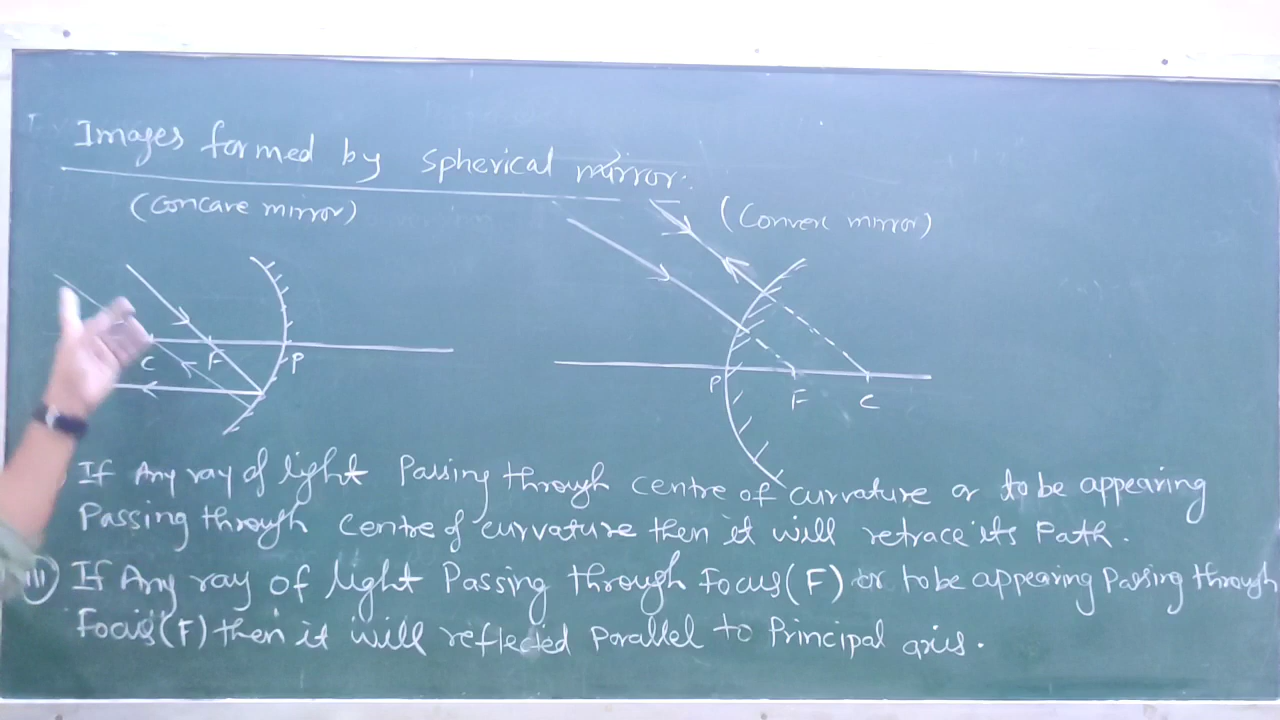 Images formed by spherical mirror.
(Concave mirror)
(Convex mirror)
C F P
P F C
If Any ray of light Passing through centre of curvature or to be appearing
Passing through centre of curvature then it will retrace its Path.
(III) If Any ray of light Passing through Focus(F) or to be appearing Passing through
Focus(F) then it will reflected Parallel to Principal axis.